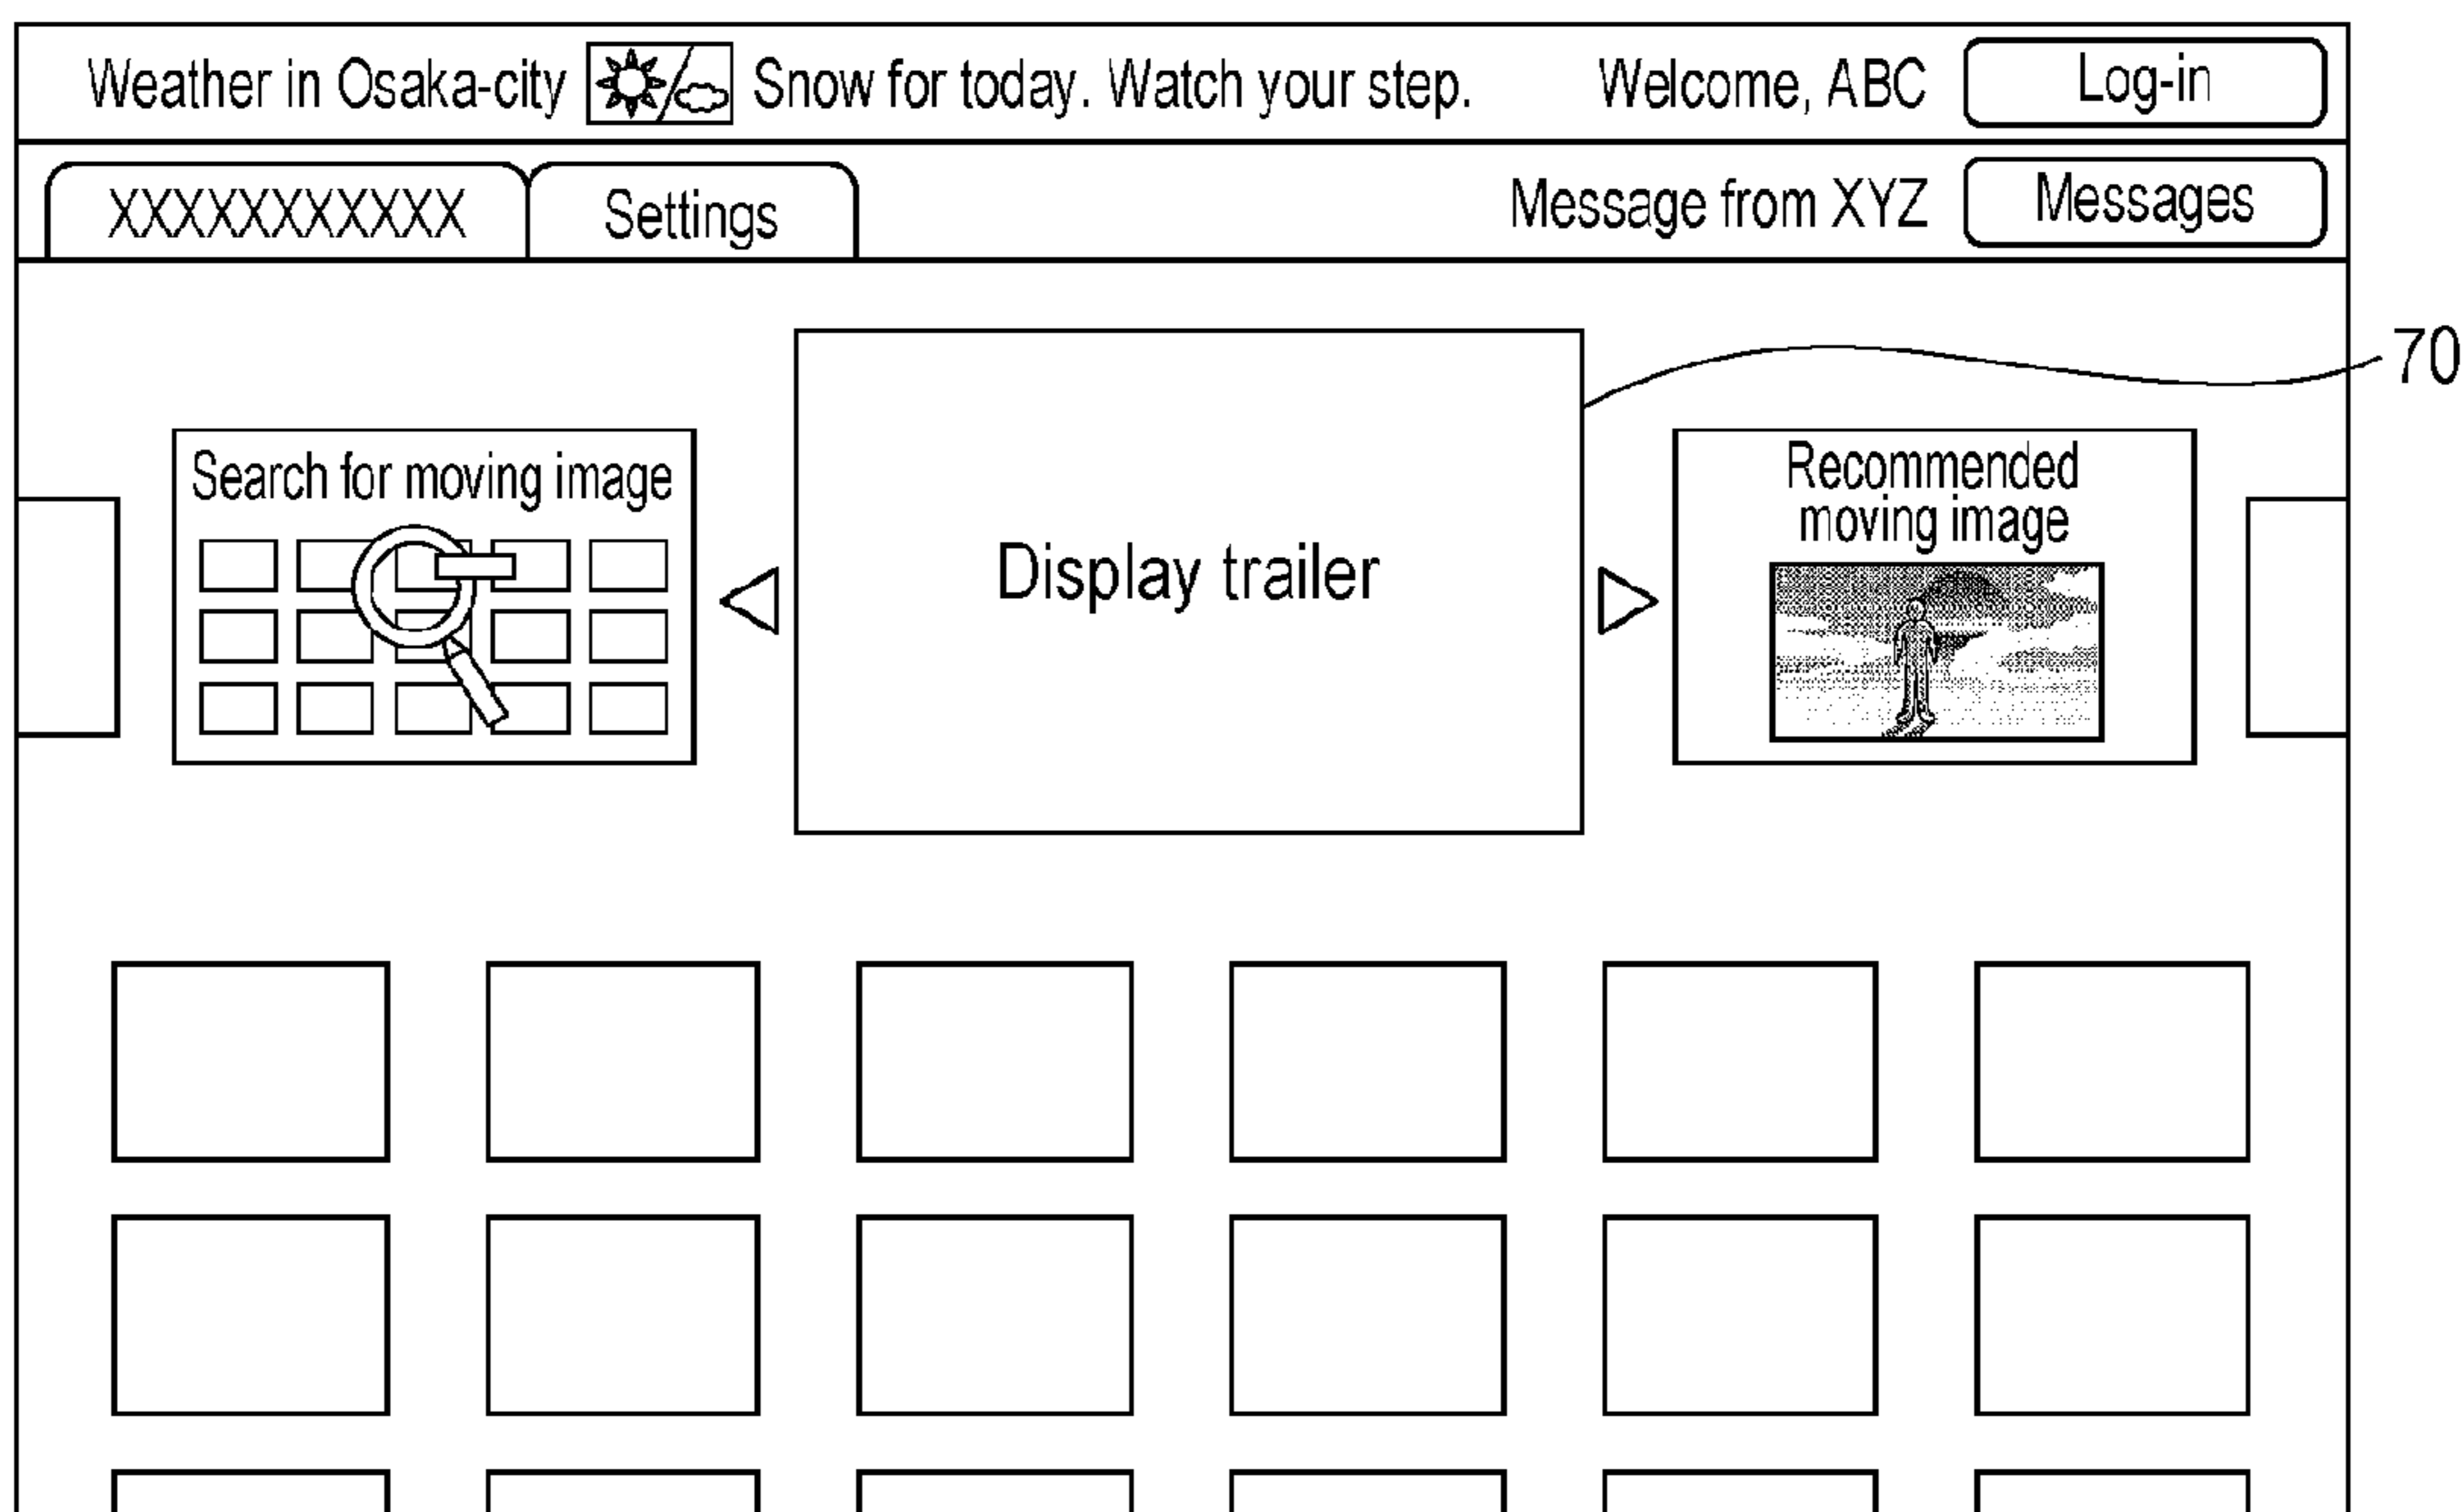 Weather in Osaka-city Snow for today. Watch your step. Welcome, ABC Log-in
XXXXXXXXXXX Settings Message from XYZ Messages
70
Search for moving image
Display trailer
Recommended
moving image